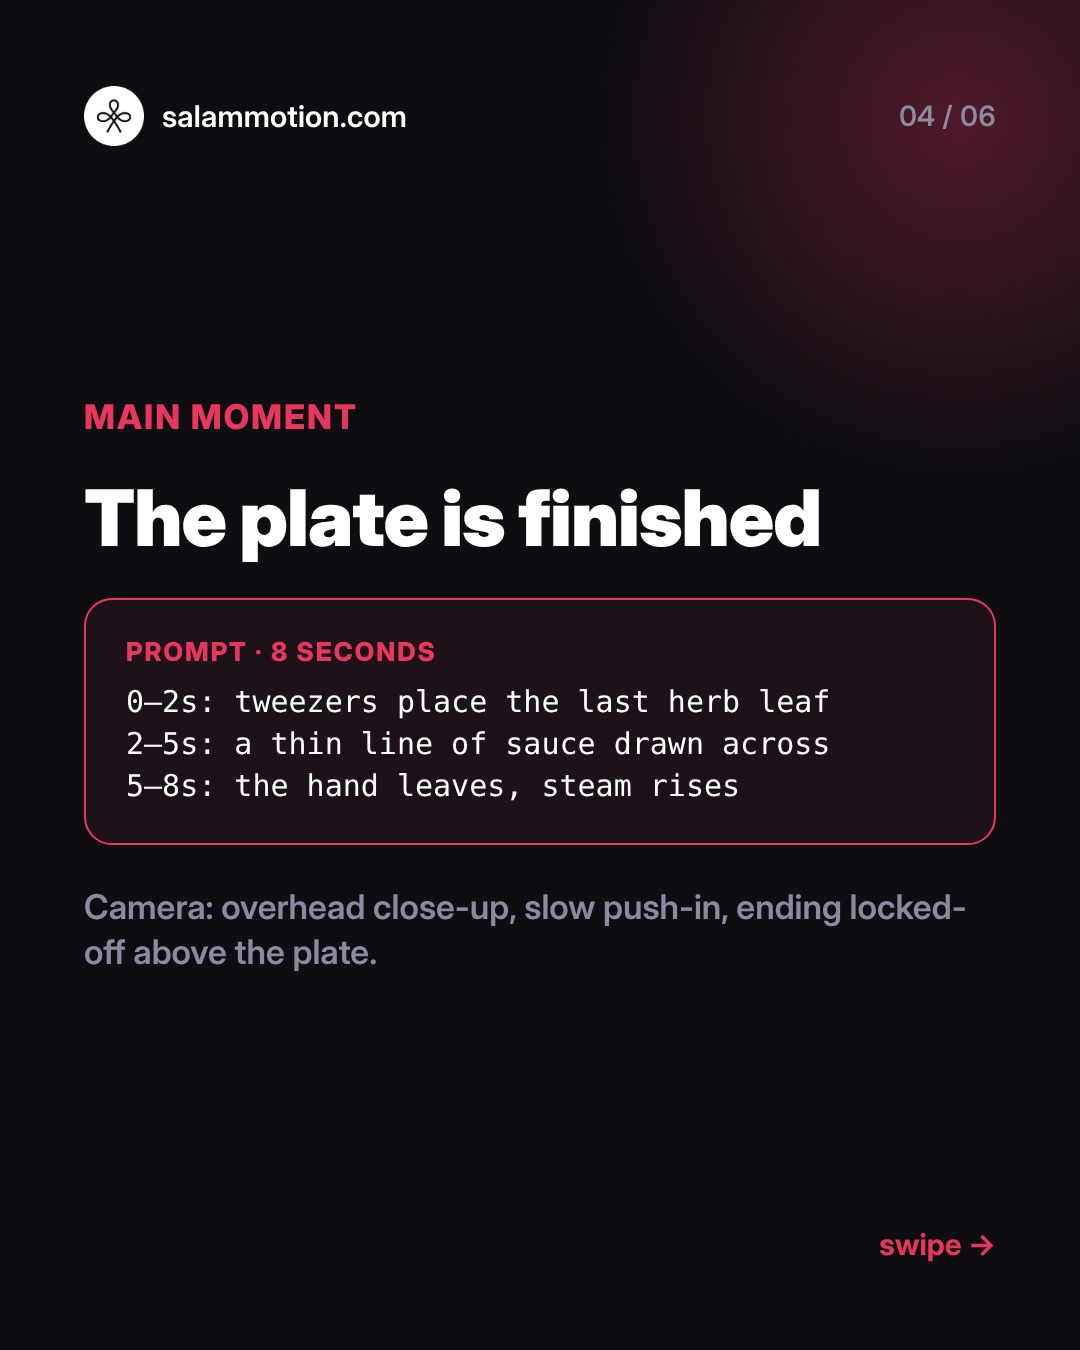 salammotion.com
04 / 06
MAIN MOMENT
The plate is finished
PROMPT · 8 SECONDS
0–2s: tweezers place the last herb leaf
2–5s: a thin line of sauce drawn across
5–8s: the hand leaves, steam rises
Camera: overhead close-up, slow push-in, ending locked-
off above the plate.
swipe →